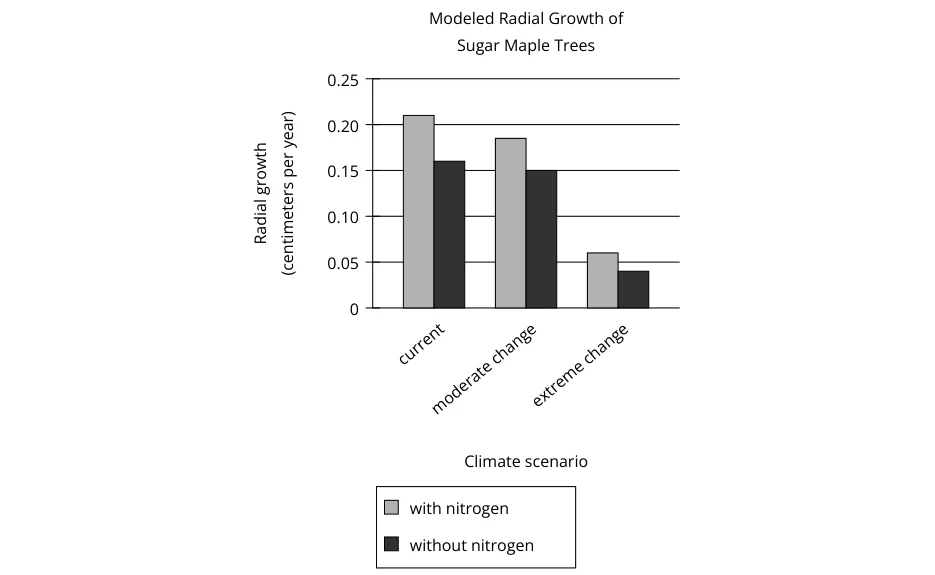 Modeled Radial Growth of
Sugar Maple Trees
Radial growth
(centimeters per year)
0.25
0.20
0.15
0.10
0.05
0
current
moderate change
extreme change
Climate scenario
with nitrogen
without nitrogen